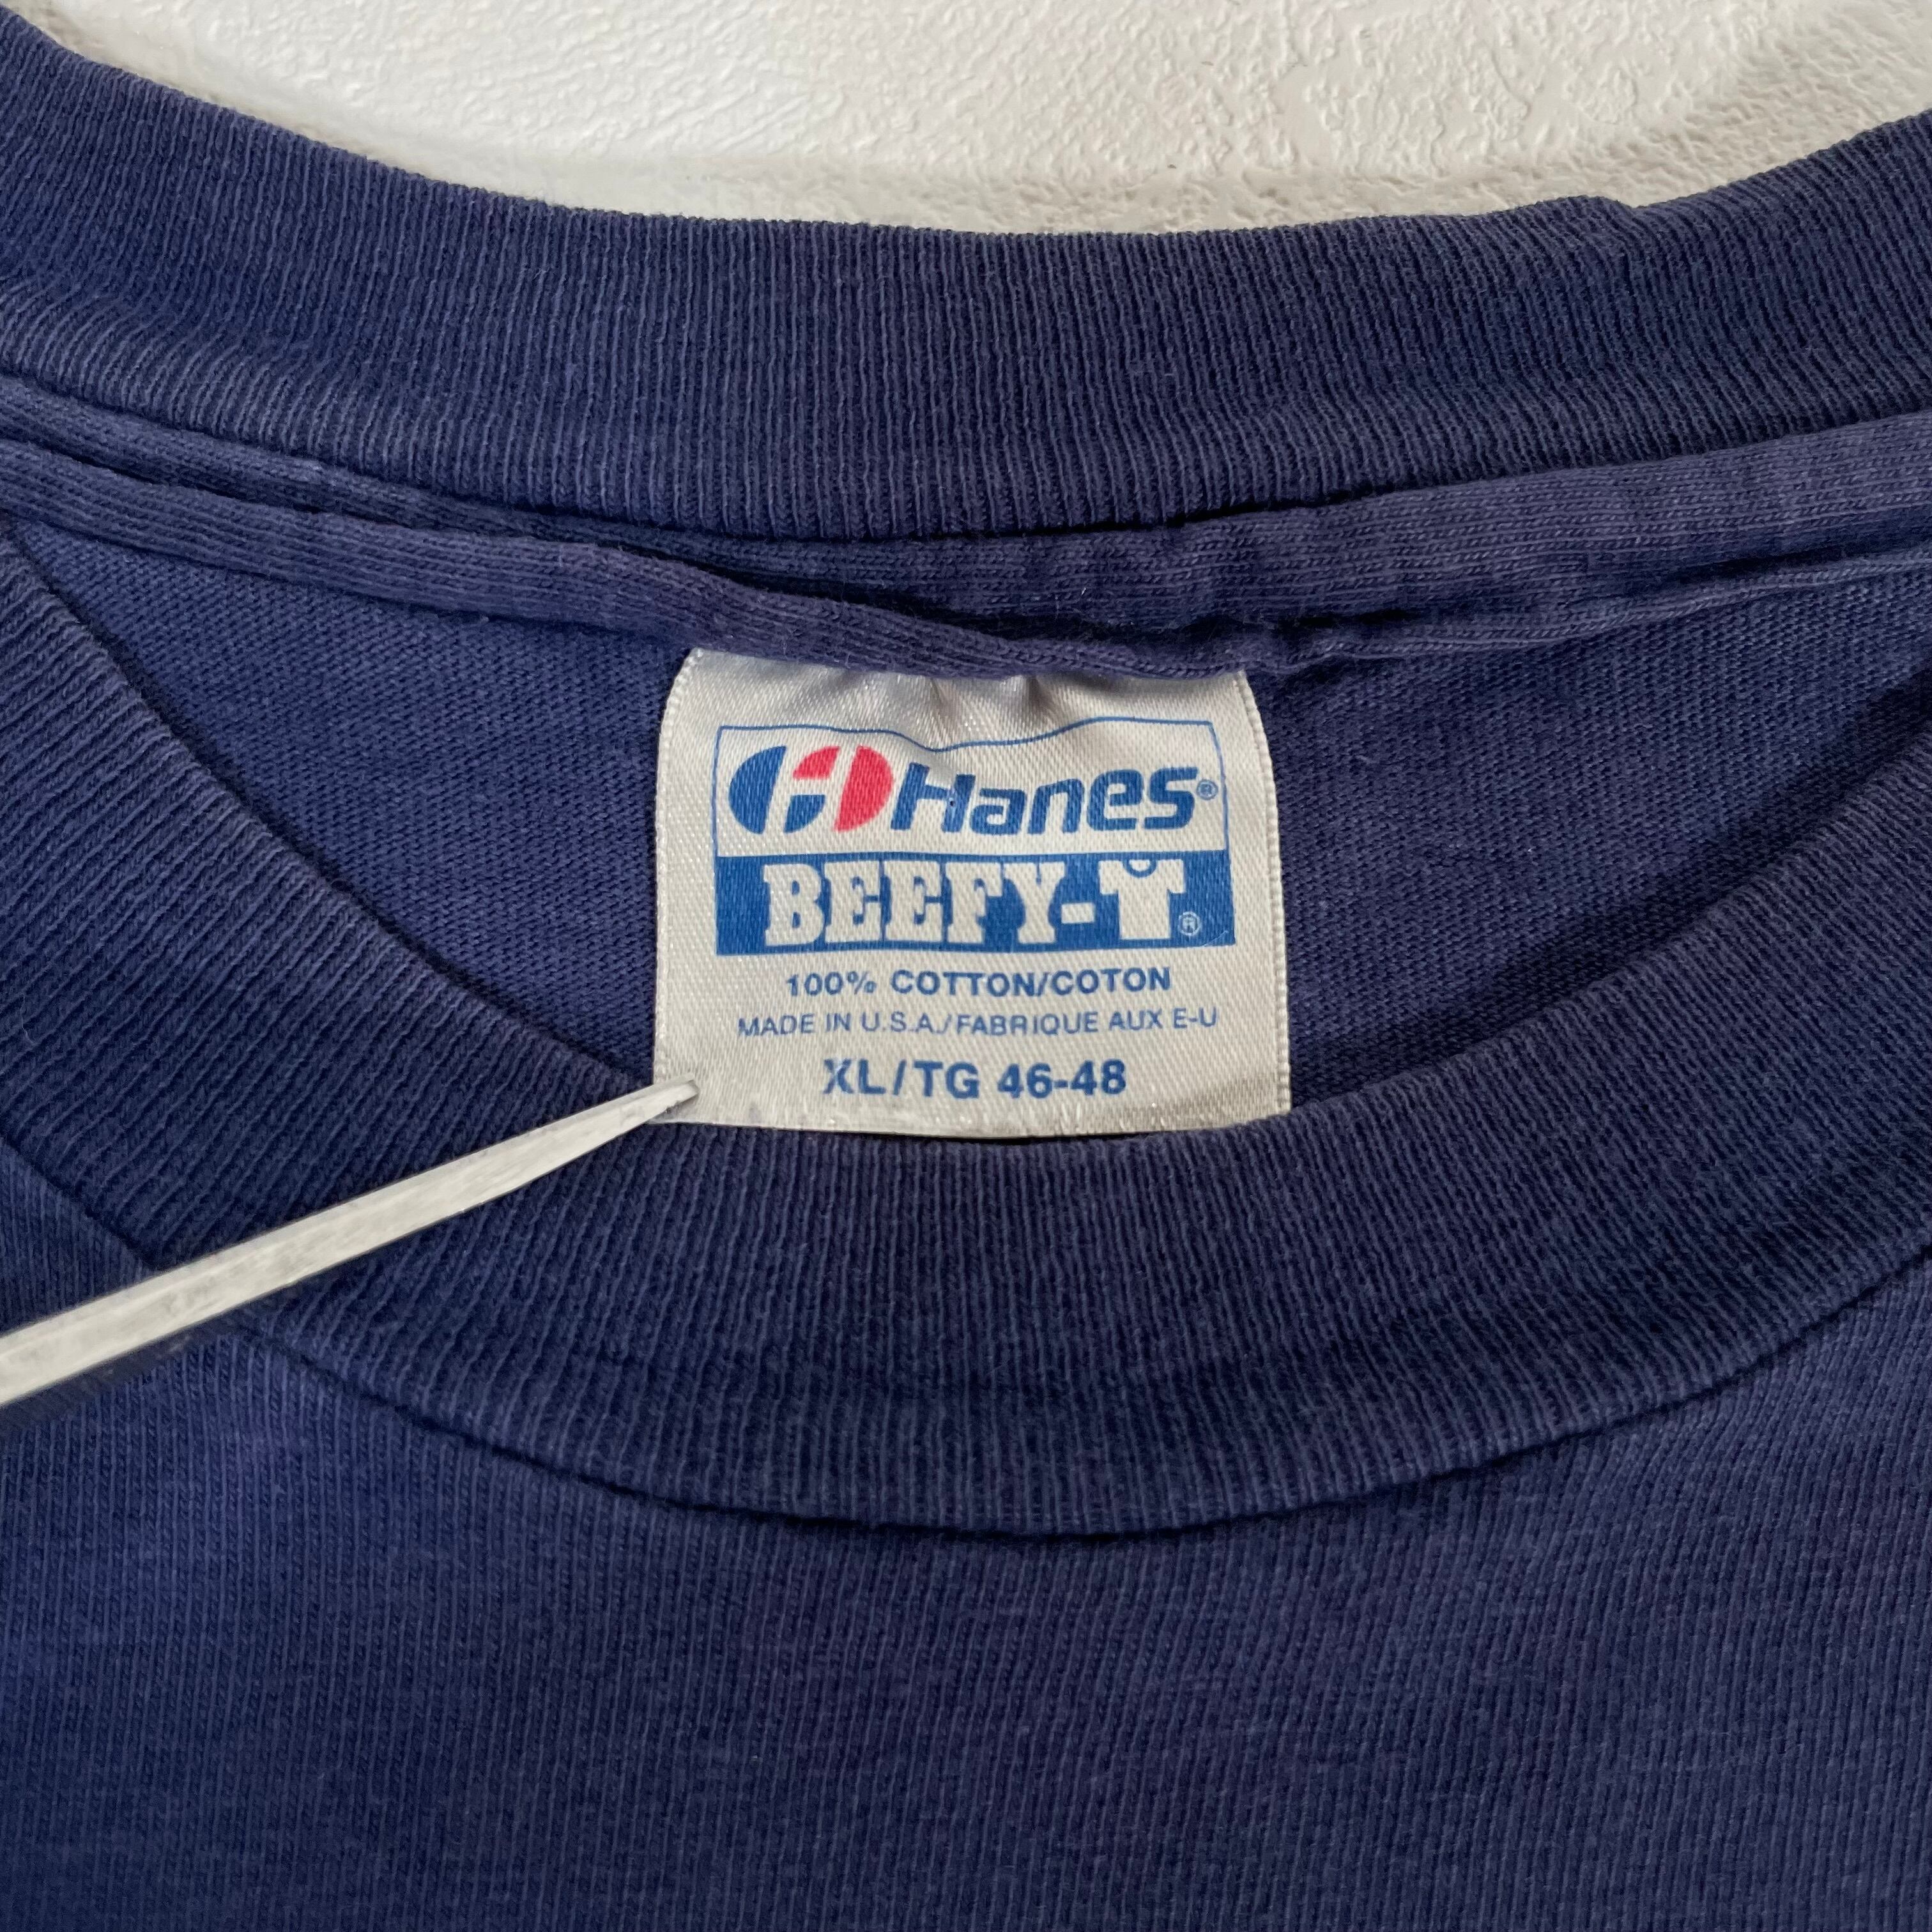 Hanes®
BEEFY-T®
100% COTTON/COTON
MADE IN U.S.A./FABRIQUE AUX E-U
XL/TG 46-48